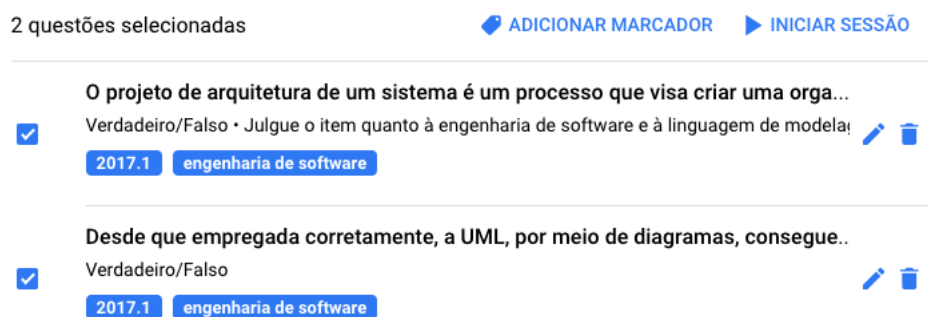 2 questões selecionadas ADICIONAR MARCADOR INICIAR SESSÃO
O projeto de arquitetura de um sistema é um processo que visa criar uma orga...
Verdadeiro/Falso • Julgue o item quanto à engenharia de software e à linguagem de
2017.1 engenharia de software
Desde que empregada corretamente, a UML, por meio de diagramas, consegue..
Verdadeiro/Falso
2017.1 engenharia de software